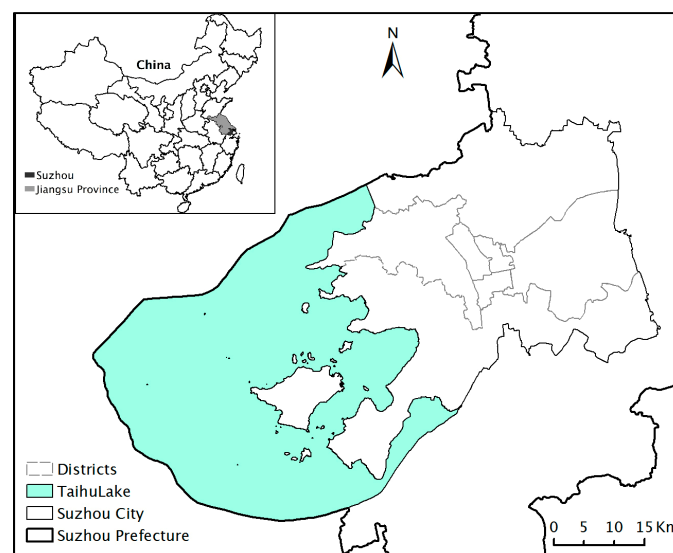 China
Suzhou
Jiangsu Province
N
Districts
TaihuLake
Suzhou City
Suzhou Prefecture
0 5 10 15 Km